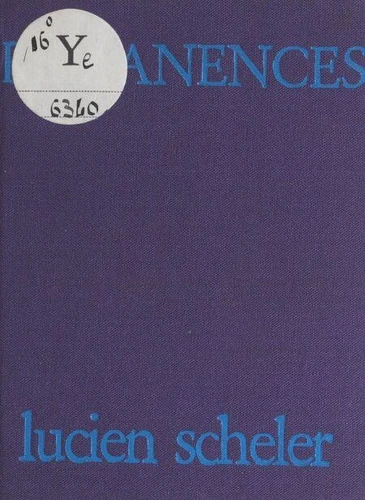 16° Ye
6340
ANENCES
lucien scheler